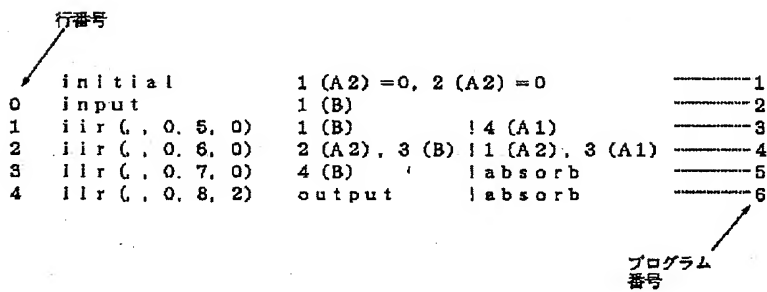 行番号
initial 1 (A2) =0, 2 (A2) =0 1
0 input 1 (B) 2
1 iir (, , 0. 5, 0) 1 (B) !4 (A1) 3
2 iir (, , 0. 6, 0) 2 (A2) , 3 (B) !1 (A2) , 3 (A1) 4
3 iir (, , 0. 7, 0) 4 (B) !absorb 5
4 iir (, , 0. 8, 2) output !absorb 6
プログラム
番号